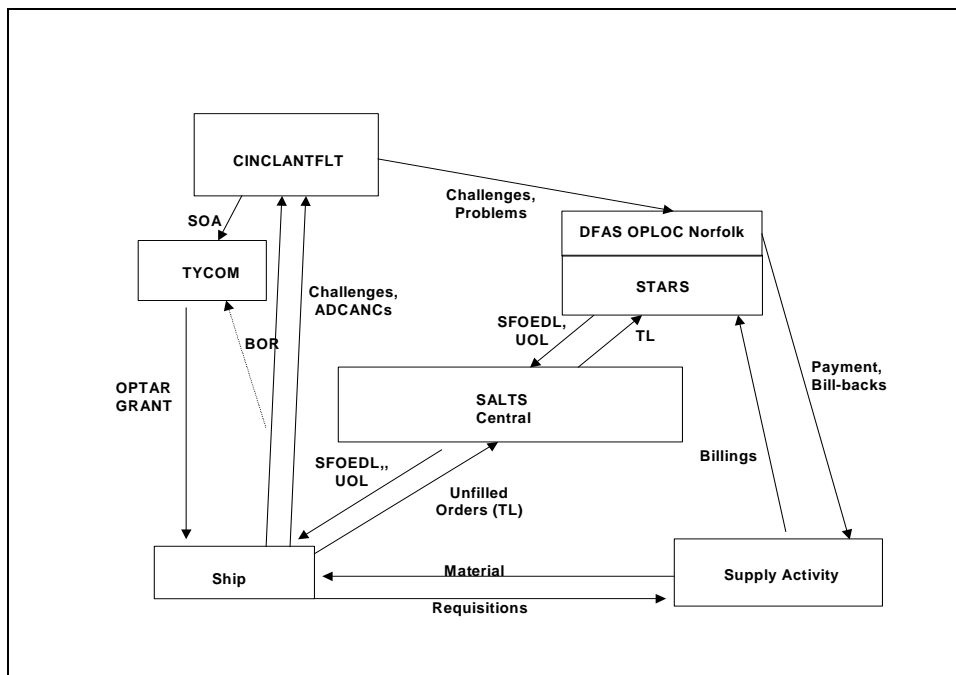 CINCLANTFLT
Challenges,
Problems
SOA
DFAS OPLOC Norfolk
TYCOM
STARS
Challenges,
ADCANCs
SFOEDL,
UOL
TL
BOR
Payment,
Bill-backs
OPTAR
GRANT
SALTS
Central
Billings
SFOEDL,,
UOL
Unfilled
Orders (TL)
Ship
Material
Supply Activity
Requisitions